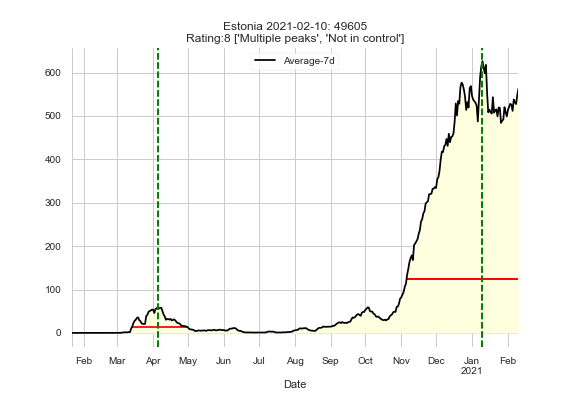 Estonia 2021-02-10: 49605
Rating:8 ['Multiple peaks', 'Not in control']
Average-7d
600
500
400
300
200
100
0
Feb Mar Apr May Jun Jul Aug Sep Oct Nov Dec Jan Feb
2021
Date